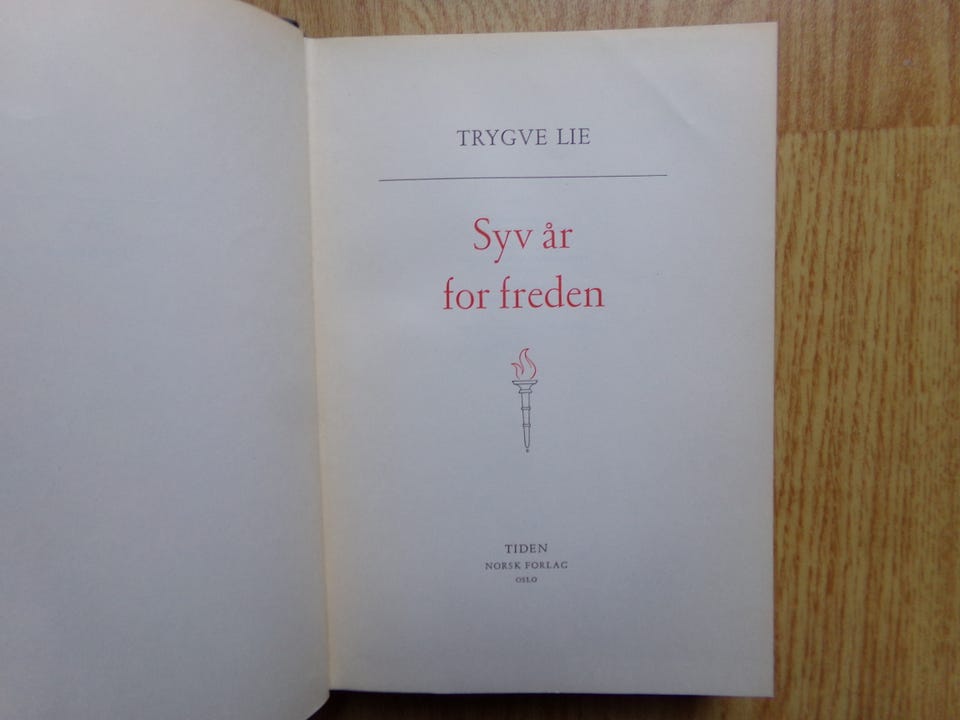 TRYGVE LIE
Syv år
for freden
TIDEN
NORSK FORLAG
OSLO